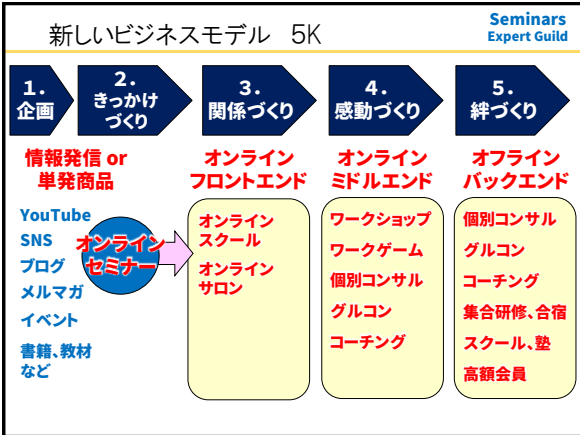 新しいビジネスモデル 5K
Seminars
Expert Guild
1.
企画
2.
きっかけ
づくり
3.
関係づくり
4.
感動づくり
5.
絆づくり
情報発信 or
単発商品
オンライン
フロントエンド
オンライン
ミドルエンド
オフライン
バックエンド
YouTube
SNS
ブログ
メルマガ
イベント
書籍、教材
など
オンライン
セミナー
オンライン
スクール
オンライン
サロン
ワークショップ
ワークゲーム
個別コンサル
グルコン
コーチング
個別コンサル
グルコン
コーチング
集合研修、合宿
スクール、塾
高額会員